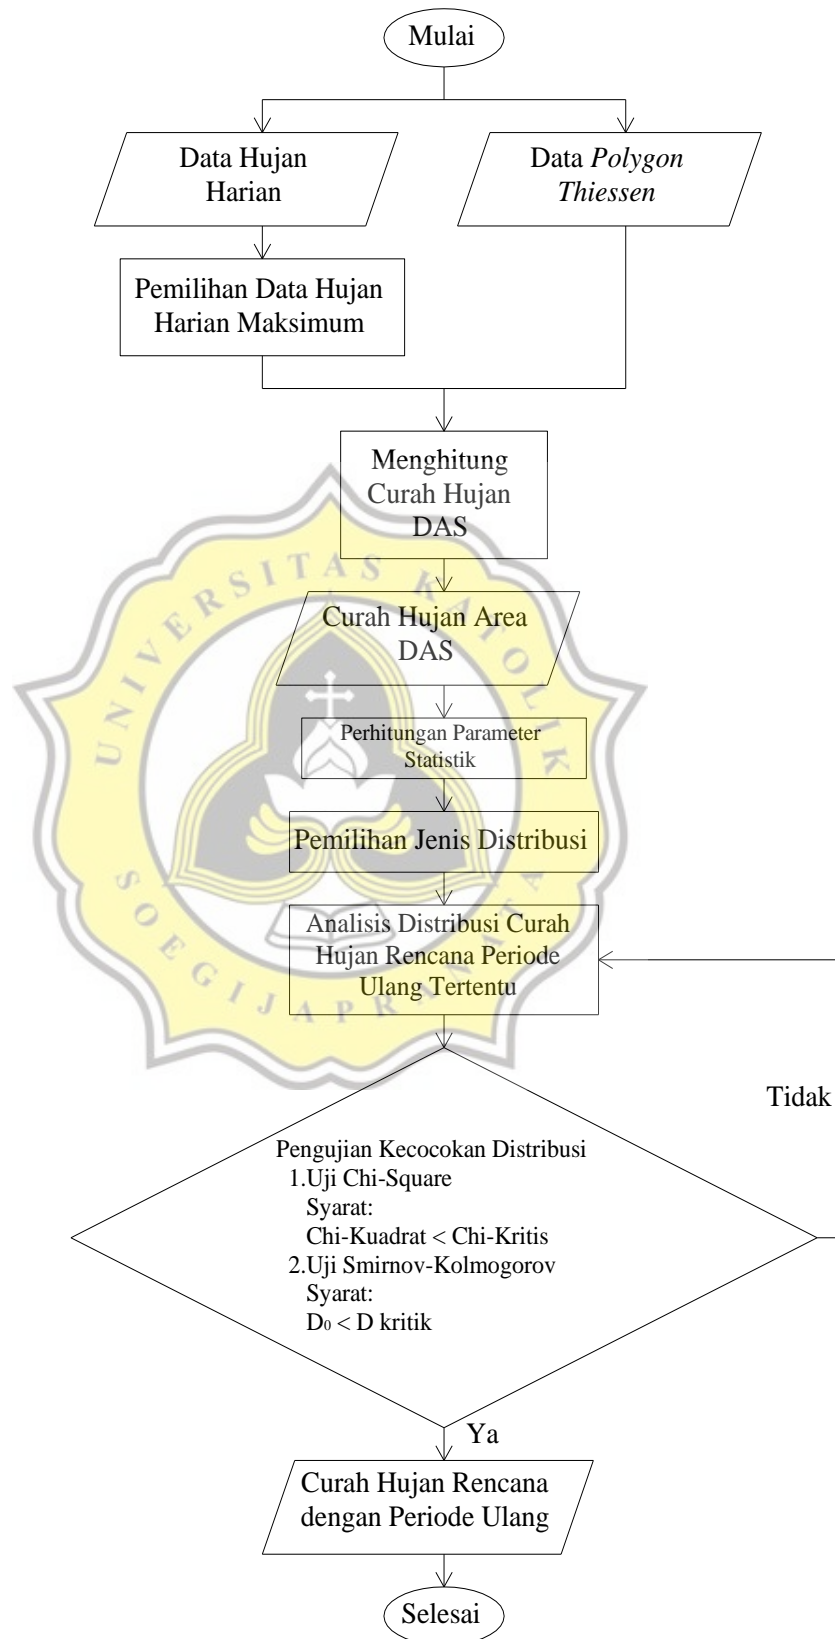 Mulai
Data Hujan
Harian
Data Polygon
Thiessen
Pemilihan Data Hujan
Harian Maksimum
Menghitung
Curah Hujan
DAS
Curah Hujan Area
DAS
Perhitungan Parameter
Statistik
Pemilihan Jenis Distribusi
Analisis Distribusi Curah
Hujan Rencana Periode
Ulang Tertentu
Tidak
Pengujian Kecocokan Distribusi
1.Uji Chi-Square
Syarat:
Chi-Kuadrat < Chi-Kritis
2.Uji Smirnov-Kolmogorov
Syarat:
D₀ < D kritik
Ya
Curah Hujan Rencana
dengan Periode Ulang
Selesai
UNIVERSITAS KATOLIK
SOEGIJAPRANATA